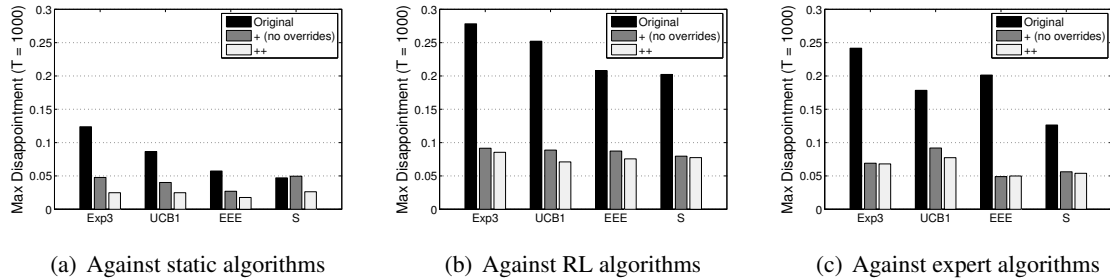 0.3
0.25
0.2
0.15
0.1
0.05
0
Max Disappointment (T = 1000)
Original
+ (no overrides)
++
Exp3 UCB1 EEE S
(a) Against static algorithms
0.3
0.25
0.2
0.15
0.1
0.05
0
Max Disappointment (T = 1000)
Original
+ (no overrides)
++
Exp3 UCB1 EEE S
(b) Against RL algorithms
0.3
0.25
0.2
0.15
0.1
0.05
0
Max Disappointment (T = 1000)
Original
+ (no overrides)
++
Exp3 UCB1 EEE S
(c) Against expert algorithms